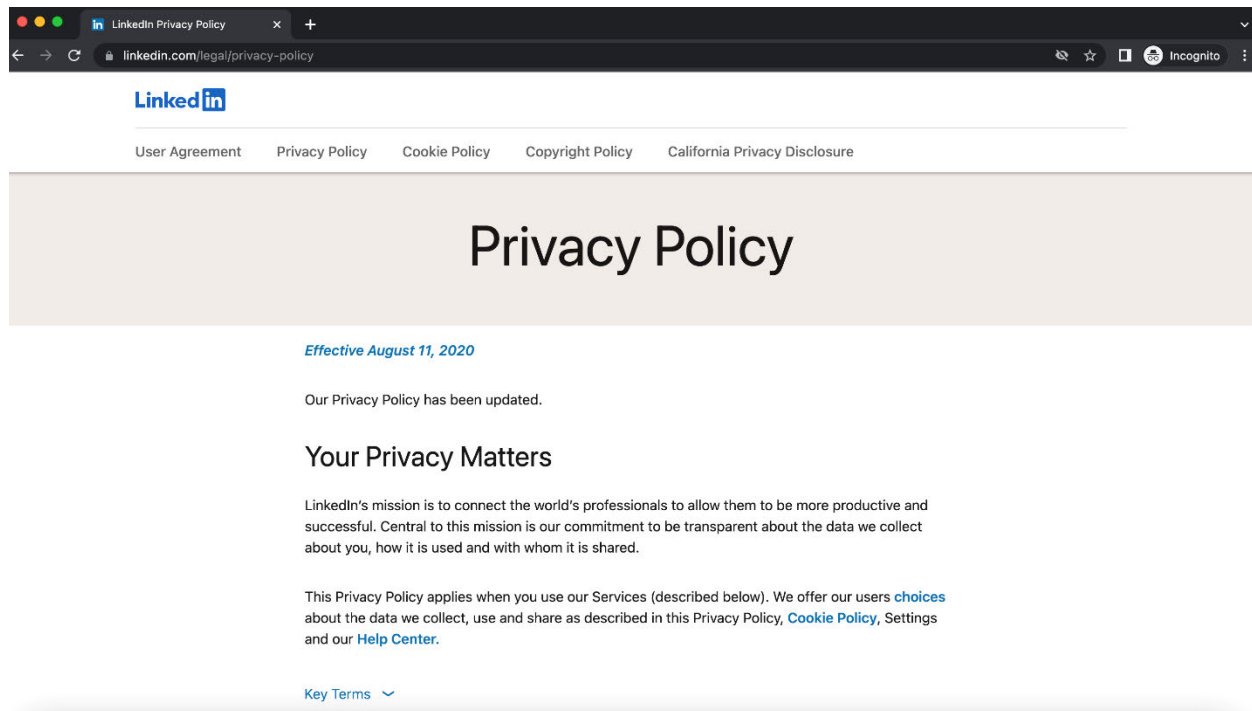 LinkedIn Privacy Policy
linkedin.com/legal/privacy-policy
Incognito
Linked in
User Agreement Privacy Policy Cookie Policy Copyright Policy California Privacy Disclosure
Privacy Policy
Effective August 11, 2020
Our Privacy Policy has been updated.
Your Privacy Matters
LinkedIn's mission is to connect the world's professionals to allow them to be more productive and
successful. Central to this mission is our commitment to be transparent about the data we collect
about you, how it is used and with whom it is shared.
This Privacy Policy applies when you use our Services (described below). We offer our users choices
about the data we collect, use and share as described in this Privacy Policy, Cookie Policy, Settings
and our Help Center.
Key Terms